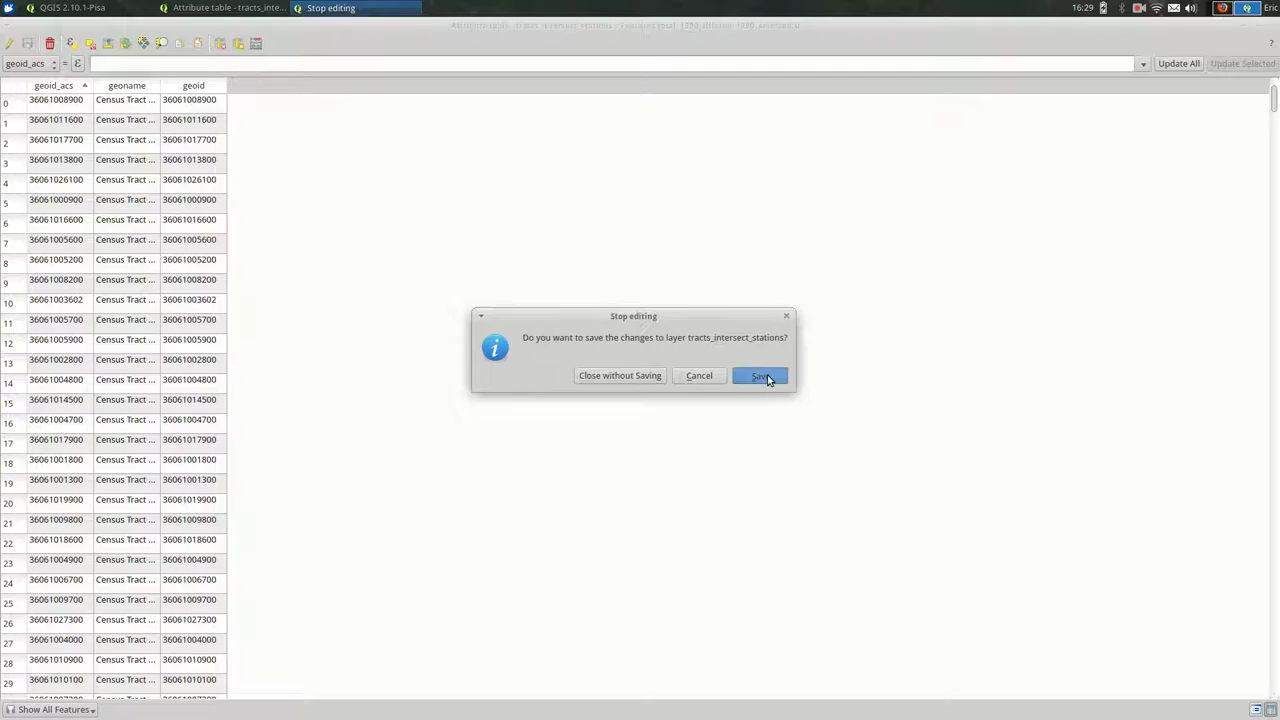 QGIS 2.10.1-Pisa Attribute table - tracts_inte... Stop editing 16:29 Eric
?
geoid_acs = ε Update All Update Selected
geoid_acs geoname geoid
0 36061008900 Census Tract ... 36061008900
1 36061011600 Census Tract ... 36061011600
2 36061017700 Census Tract ... 36061017700
3 36061013800 Census Tract ... 36061013800
4 36061026100 Census Tract ... 36061026100
5 36061000900 Census Tract ... 36061000900
6 36061016600 Census Tract ... 36061016600
7 36061005600 Census Tract ... 36061005600
8 36061005200 Census Tract ... 36061005200
9 36061008200 Census Tract ... 36061008200
10 36061003602 Census Tract ... 36061003602
11 36061005700 Census Tract ... 36061005700
12 36061005900 Census Tract ... 36061005900
13 36061002800 Census Tract ... 36061002800
14 36061004800 Census Tract ... 36061004800
15 36061014500 Census Tract ... 36061014500
16 36061004700 Census Tract ... 36061004700
17 36061017900 Census Tract ... 36061017900
18 36061001800 Census Tract ... 36061001800
19 36061001300 Census Tract ... 36061001300
20 36061019900 Census Tract ... 36061019900
21 36061009800 Census Tract ... 36061009800
22 36061018600 Census Tract ... 36061018600
23 36061004900 Census Tract ... 36061004900
24 36061006700 Census Tract ... 36061006700
25 36061009700 Census Tract ... 36061009700
26 36061027300 Census Tract ... 36061027300
27 36061004000 Census Tract ... 36061004000
28 36061010900 Census Tract ... 36061010900
29 36061010100 Census Tract ... 36061010100
Stop editing
Do you want to save the changes to layer tracts_intersect_stations?
Close without Saving Cancel Save
Show All Features